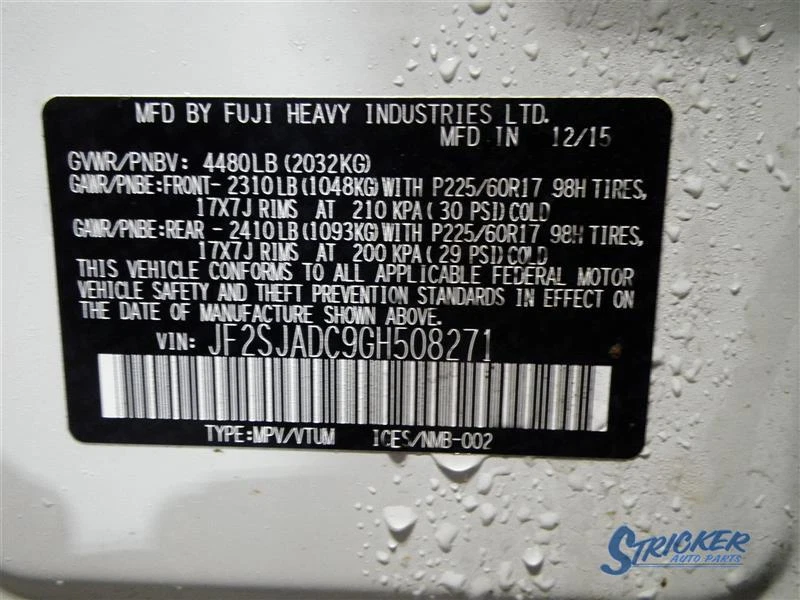 MFD BY FUJI HEAVY INDUSTRIES LTD.
MFD IN 12/15
GVWR/PNBV: 4480LB (2032KG)
GAWR/PNBE:FRONT- 2310LB (1048KG) WITH P225/60R17 98H TIRES,
17X7J RIMS AT 210 KPA( 30 PSI) COLD
GAWR/PNBE:REAR - 2410LB (1093KG) WITH P225/60R17 98H TIRES,
17X7J RIMS AT 200 KPA( 29 PSI) COLD
THIS VEHICLE CONFORMS TO ALL APPLICABLE FEDERAL MOTOR
VEHICLE SAFETY AND THEFT PREVENTION STANDARDS IN EFFECT ON
THE DATE OF MANUFACTURE SHOWN ABOVE.
VIN: JF2SJADC9GH508271
TYPE:MPV/VTUM ICES/NMB-002
STRICKER
AUTO PARTS